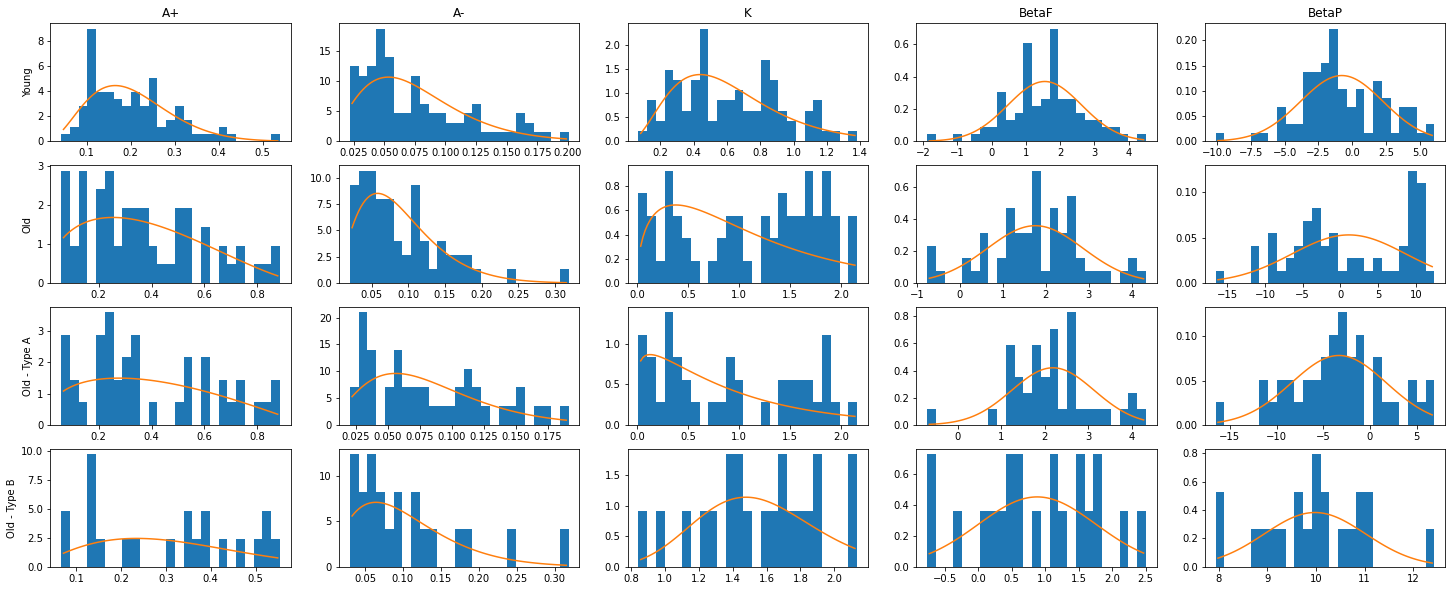 A+ A- K BetaF BetaP
Young
8 6 4 2 0
0.1 0.2 0.3 0.4 0.5
15 10 5 0
0.025 0.050 0.075 0.100 0.125 0.150 0.175 0.200
2.0 1.5 1.0 0.5 0.0
0.2 0.4 0.6 0.8 1.0 1.2 1.4
0.6 0.4 0.2 0.0
−2 −1 0 1 2 3 4
0.20 0.15 0.10 0.05 0.00
−10.0 −7.5 −5.0 −2.5 0.0 2.5 5.0
Old
3 2 1 0
0.2 0.4 0.6 0.8
10.0 7.5 5.0 2.5 0.0
0.05 0.10 0.15 0.20 0.25 0.30
0.8 0.6 0.4 0.2 0.0
0.0 0.5 1.0 1.5 2.0
0.6 0.4 0.2 0.0
−1 0 1 2 3 4
0.10 0.05 0.00
−15 −10 −5 0 5 10
Old - Type A
3 2 1 0
0.2 0.4 0.6 0.8
20 15 10 5 0
0.025 0.050 0.075 0.100 0.125 0.150 0.175
1.0 0.5 0.0
0.0 0.5 1.0 1.5 2.0
0.8 0.6 0.4 0.2 0.0
0 1 2 3 4
0.10 0.05 0.00
−15 −10 −5 0 5
Old - Type B
10.0 7.5 5.0 2.5 0.0
0.1 0.2 0.3 0.4 0.5
10 5 0
0.05 0.10 0.15 0.20 0.25 0.30
1.5 1.0 0.5 0.0
0.8 1.0 1.2 1.4 1.6 1.8 2.0
0.6 0.4 0.2 0.0
−0.5 0.0 0.5 1.0 1.5 2.0 2.5
0.8 0.6 0.4 0.2 0.0
8 9 10 11 12